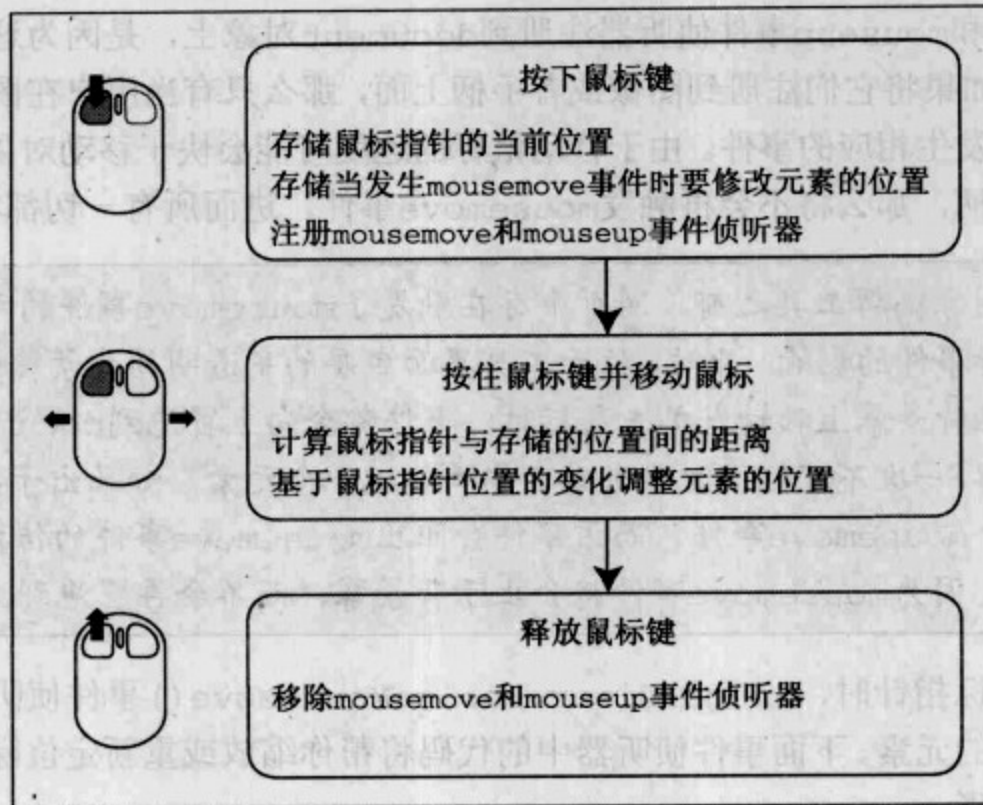 按下鼠标键
存储鼠标指针的当前位置
存储当发生mousemove事件时要修改元素的位置
注册mousemove和mouseup事件侦听器
按住鼠标键并移动鼠标
计算鼠标指针与存储的位置间的距离
基于鼠标指针位置的变化调整元素的位置
释放鼠标键
移除mousemove和mouseup事件侦听器